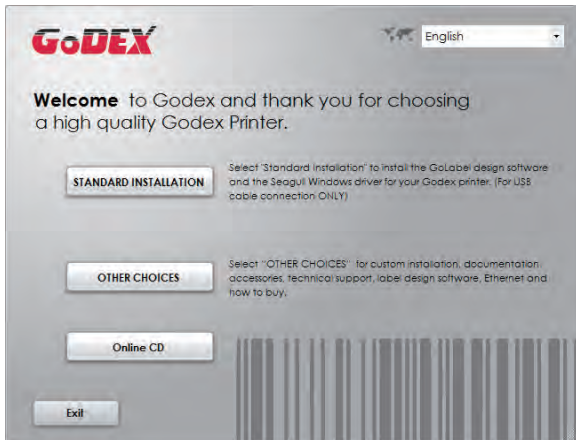 GoDEX
English
Welcome to Godex and thank you for choosing
a high quality Godex Printer.
STANDARD INSTALLATION
Select "Standard Installation" to install the GoLabel design software
and the Seagull Windows driver for your Godex printer. (For USB
cable connection ONLY)
OTHER CHOICES
Select "OTHER CHOICES" for custom installation, documentation
accessories, technical support, label design software, Ethernet and
how to buy.
Online CD
Exit